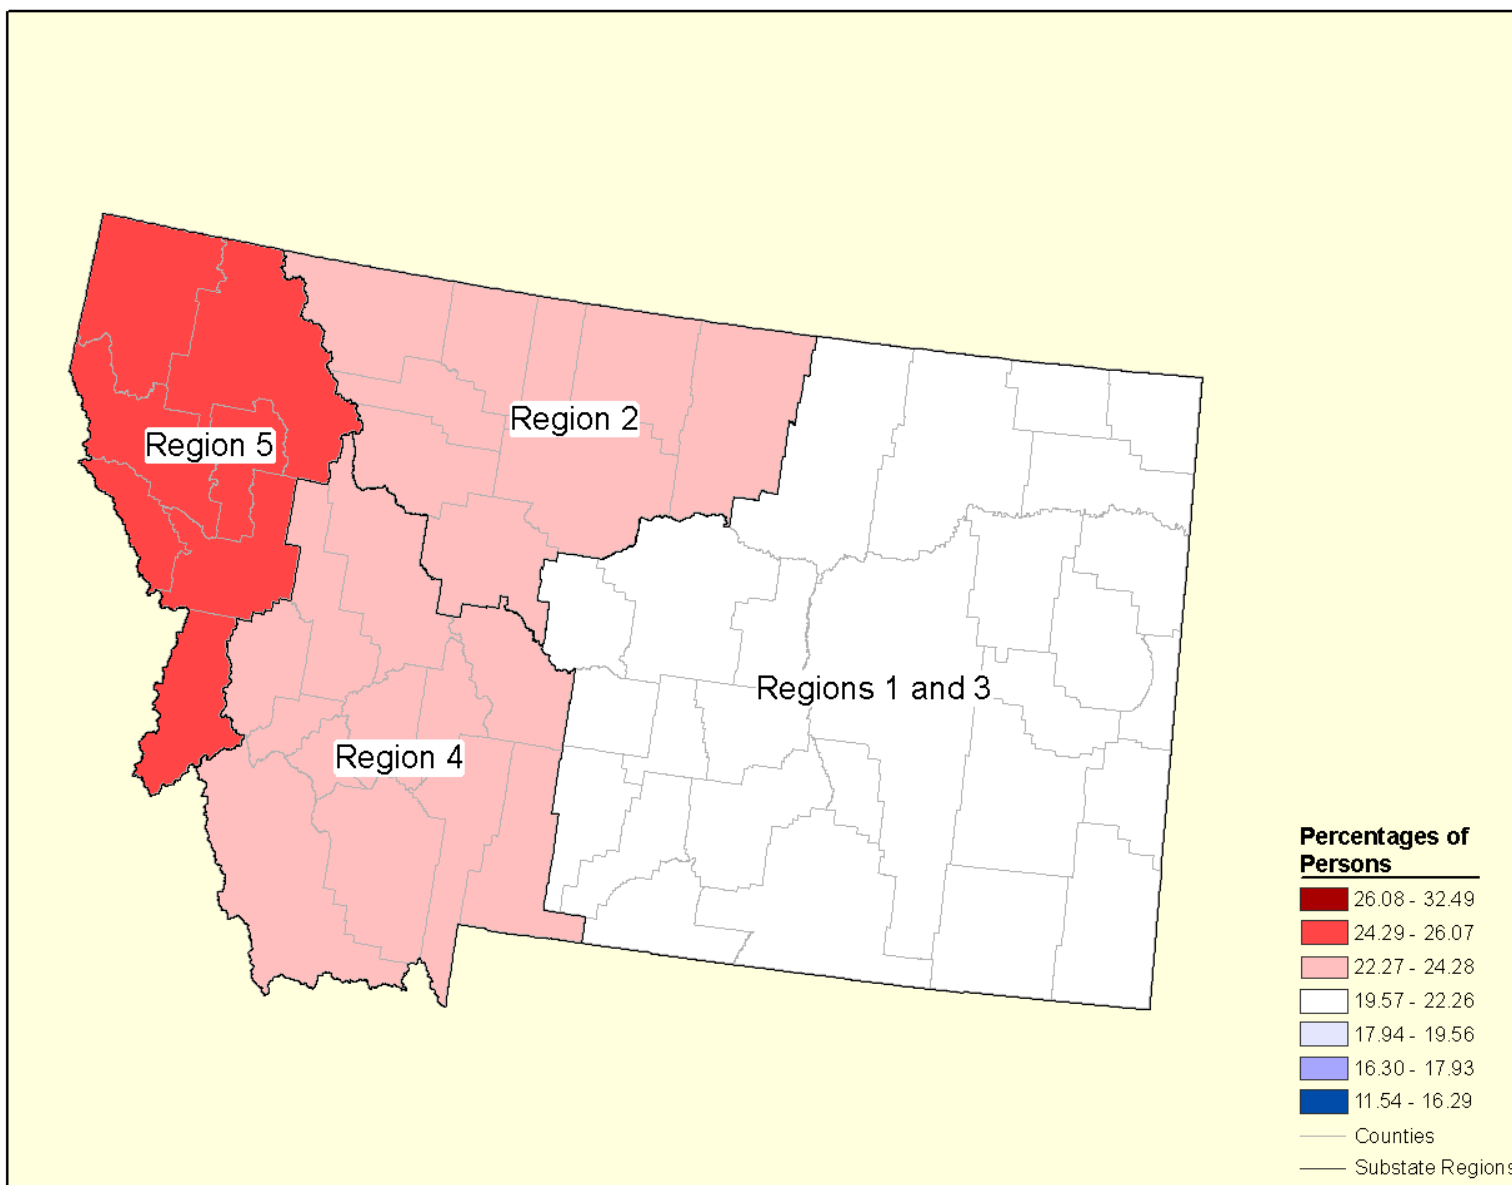 Region 2
Region 5
Regions 1 and 3
Region 4
Percentages of
Persons
26.08 - 32.49
24.29 - 26.07
22.27 - 24.28
19.57 - 22.26
17.94 - 19.56
16.30 - 17.93
11.54 - 16.29
Counties
Substate Regions